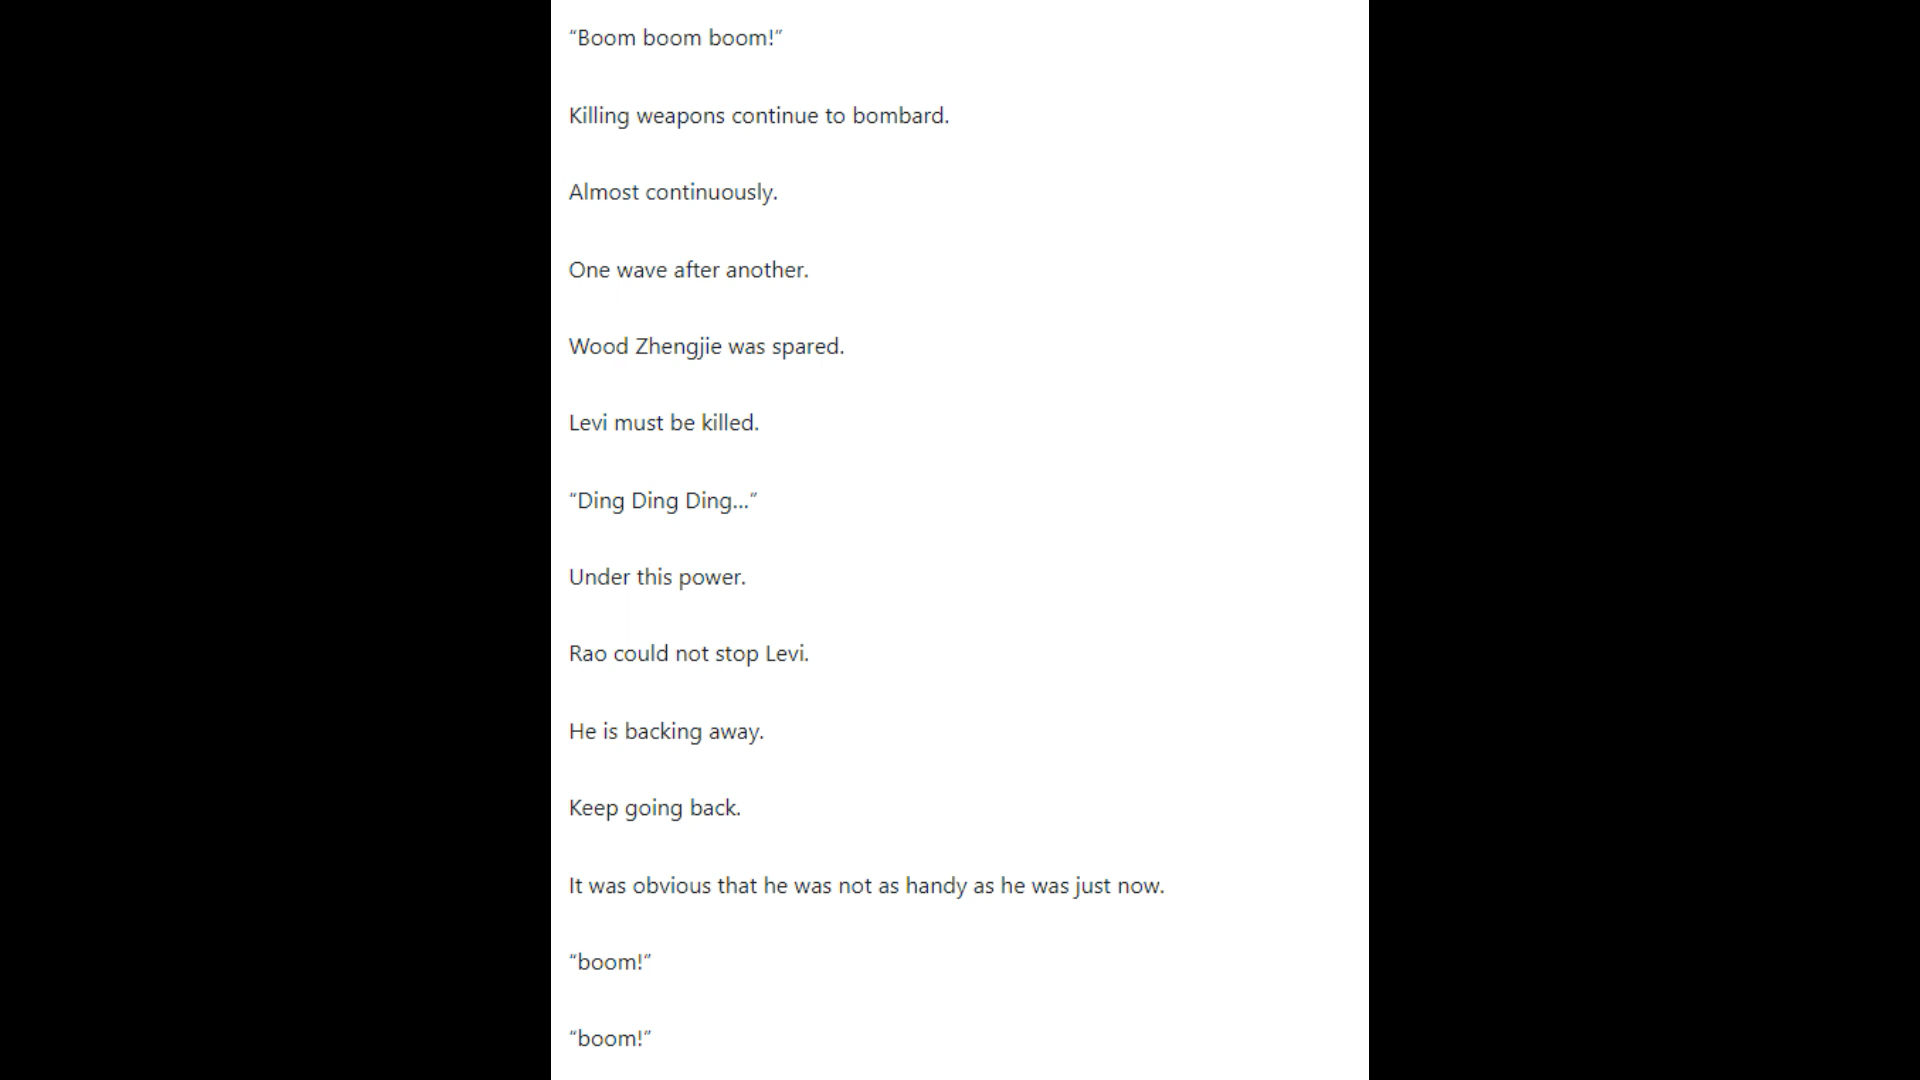 “Boom boom boom!”
Killing weapons continue to bombard.
Almost continuously.
One wave after another.
Wood Zhengjie was spared.
Levi must be killed.
“Ding Ding Ding...”
Under this power.
Rao could not stop Levi.
He is backing away.
Keep going back.
It was obvious that he was not as handy as he was just now.
“boom!”
“boom!”